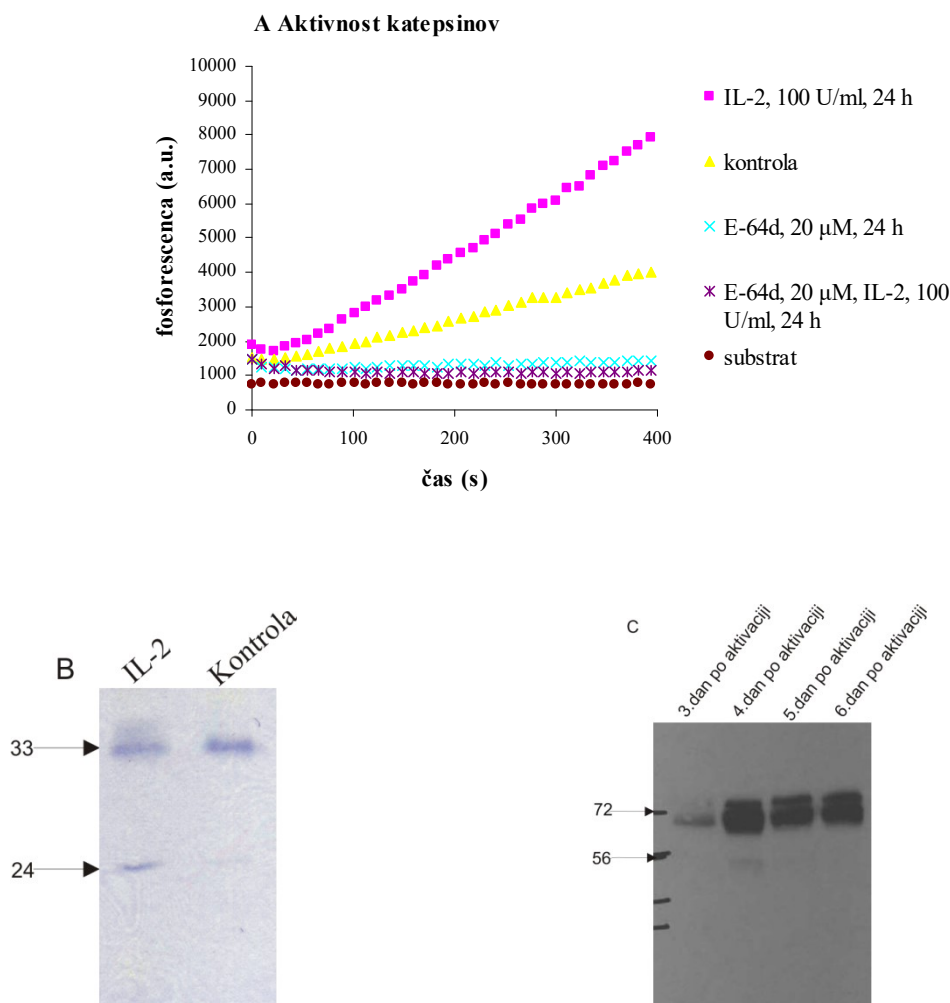 A Aktivnost katepsinov
10000
9000
8000
7000
6000
5000
4000
3000
2000
1000
0
fosforescenca (a.u.)
0
100
200
300
400
čas (s)
IL-2, 100 U/ml, 24 h
kontrola
E-64d, 20 µM, 24 h
E-64d, 20 µM, IL-2, 100
U/ml, 24 h
substrat
B
IL-2
Kontrola
33
24
C
3.dan po aktivaciji
4.dan po aktivaciji
5.dan po aktivaciji
6.dan po aktivaciji
72
56